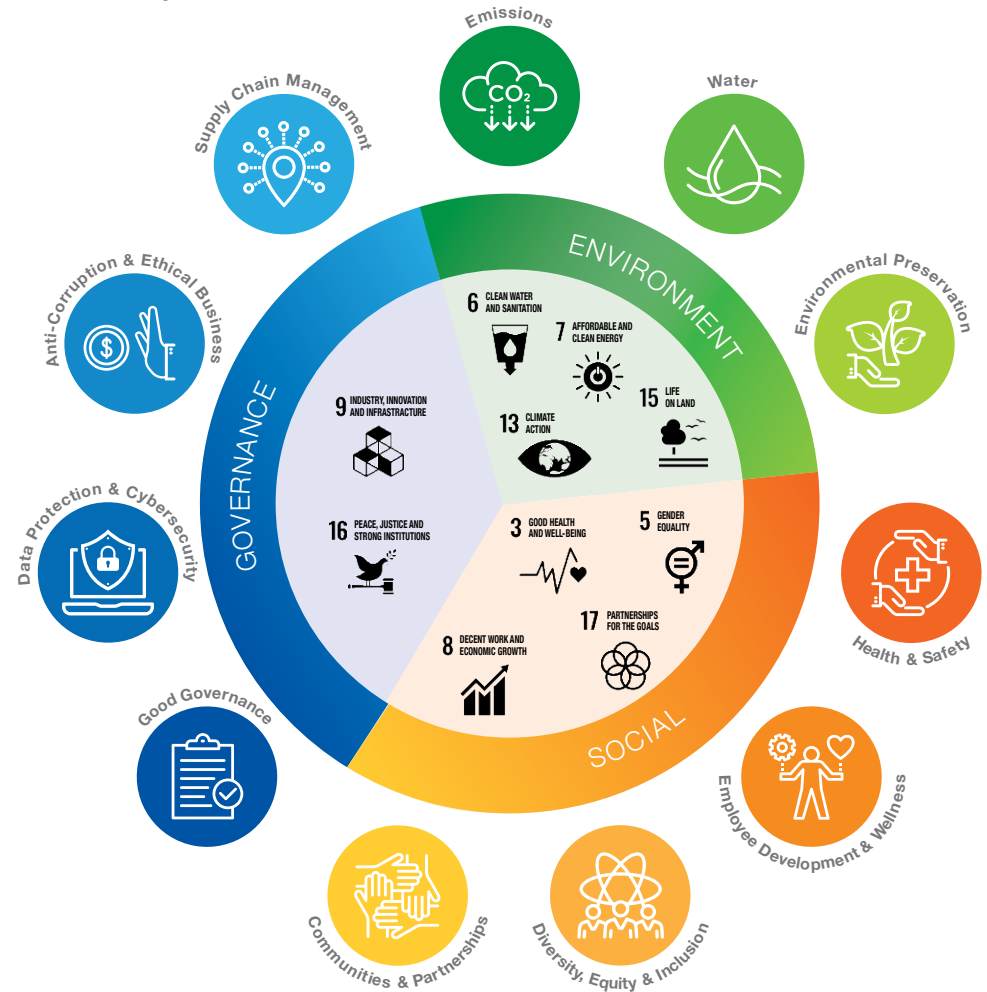 Emissions
CO2
Water
Environmental Preservation
Health & Safety
Employee Development & Wellness
Diversity, Equity & Inclusion
Communities & Partnerships
Good Governance
Data Protection & Cybersecurity
Anti-Corruption & Ethical Business
$
Supply Chain Management
ENVIRONMENT
6 CLEAN WATER
AND SANITATION
7 AFFORDABLE AND
CLEAN ENERGY
15 LIFE
ON LAND
13 CLIMATE
ACTION
SOCIAL
3 GOOD HEALTH
AND WELL-BEING
5 GENDER
EQUALITY
17 PARTNERSHIPS
FOR THE GOALS
8 DECENT WORK AND
ECONOMIC GROWTH
GOVERNANCE
9 INDUSTRY, INNOVATION
AND INFRASTRACTURE
16 PEACE, JUSTICE AND
STRONG INSTITUTIONS